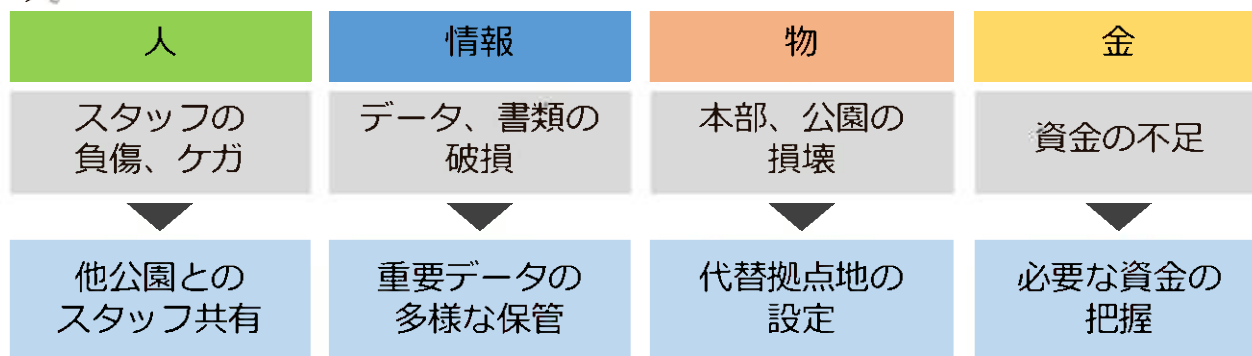 人
情報
物
金
スタッフの
負傷、ケガ
データ、書類の
破損
本部、公園の
損壊
資金の不足
他公園との
スタッフ共有
重要データの
多様な保管
代替拠点地の
設定
必要な資金の
把握